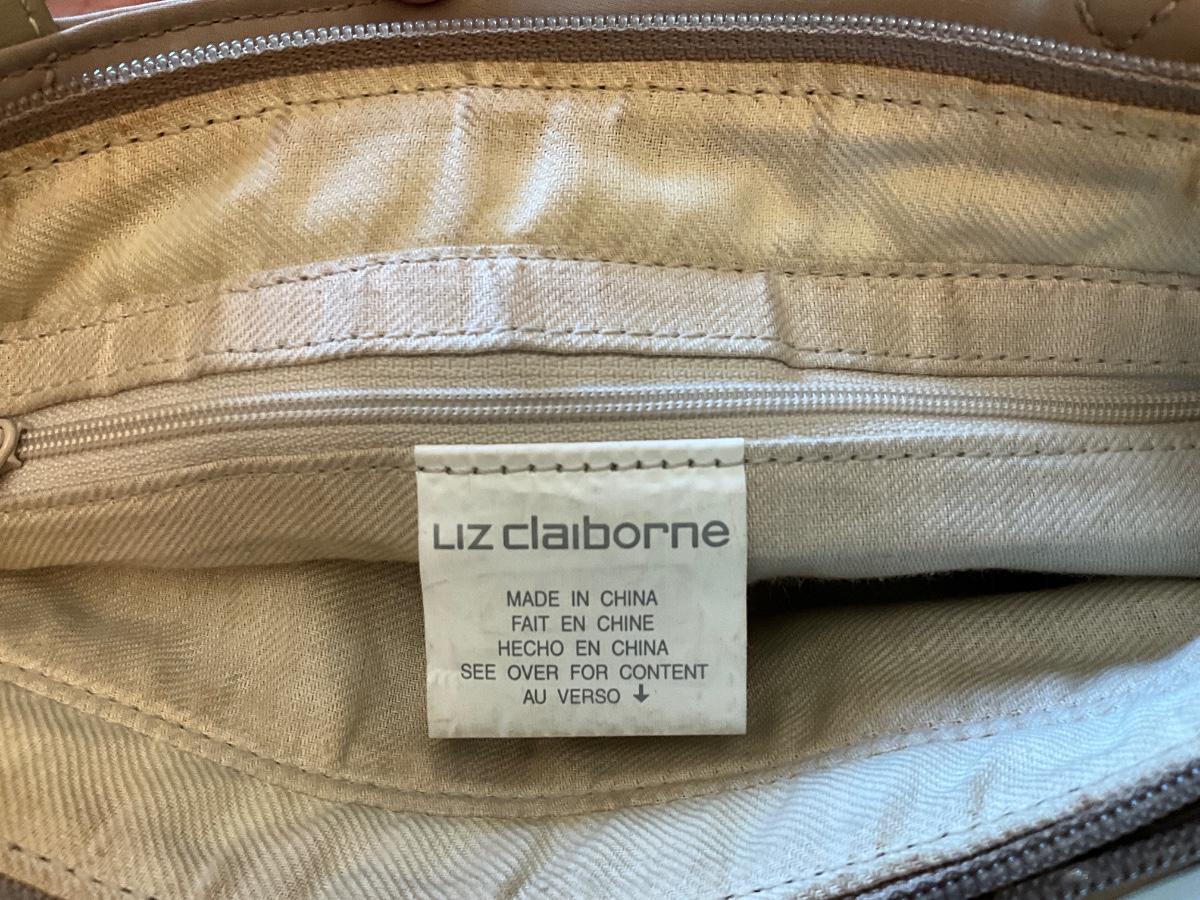 LIZ claiborne
MADE IN CHINA
FAIT EN CHINE
HECHO EN CHINA
SEE OVER FOR CONTENT
AU VERSO ↓